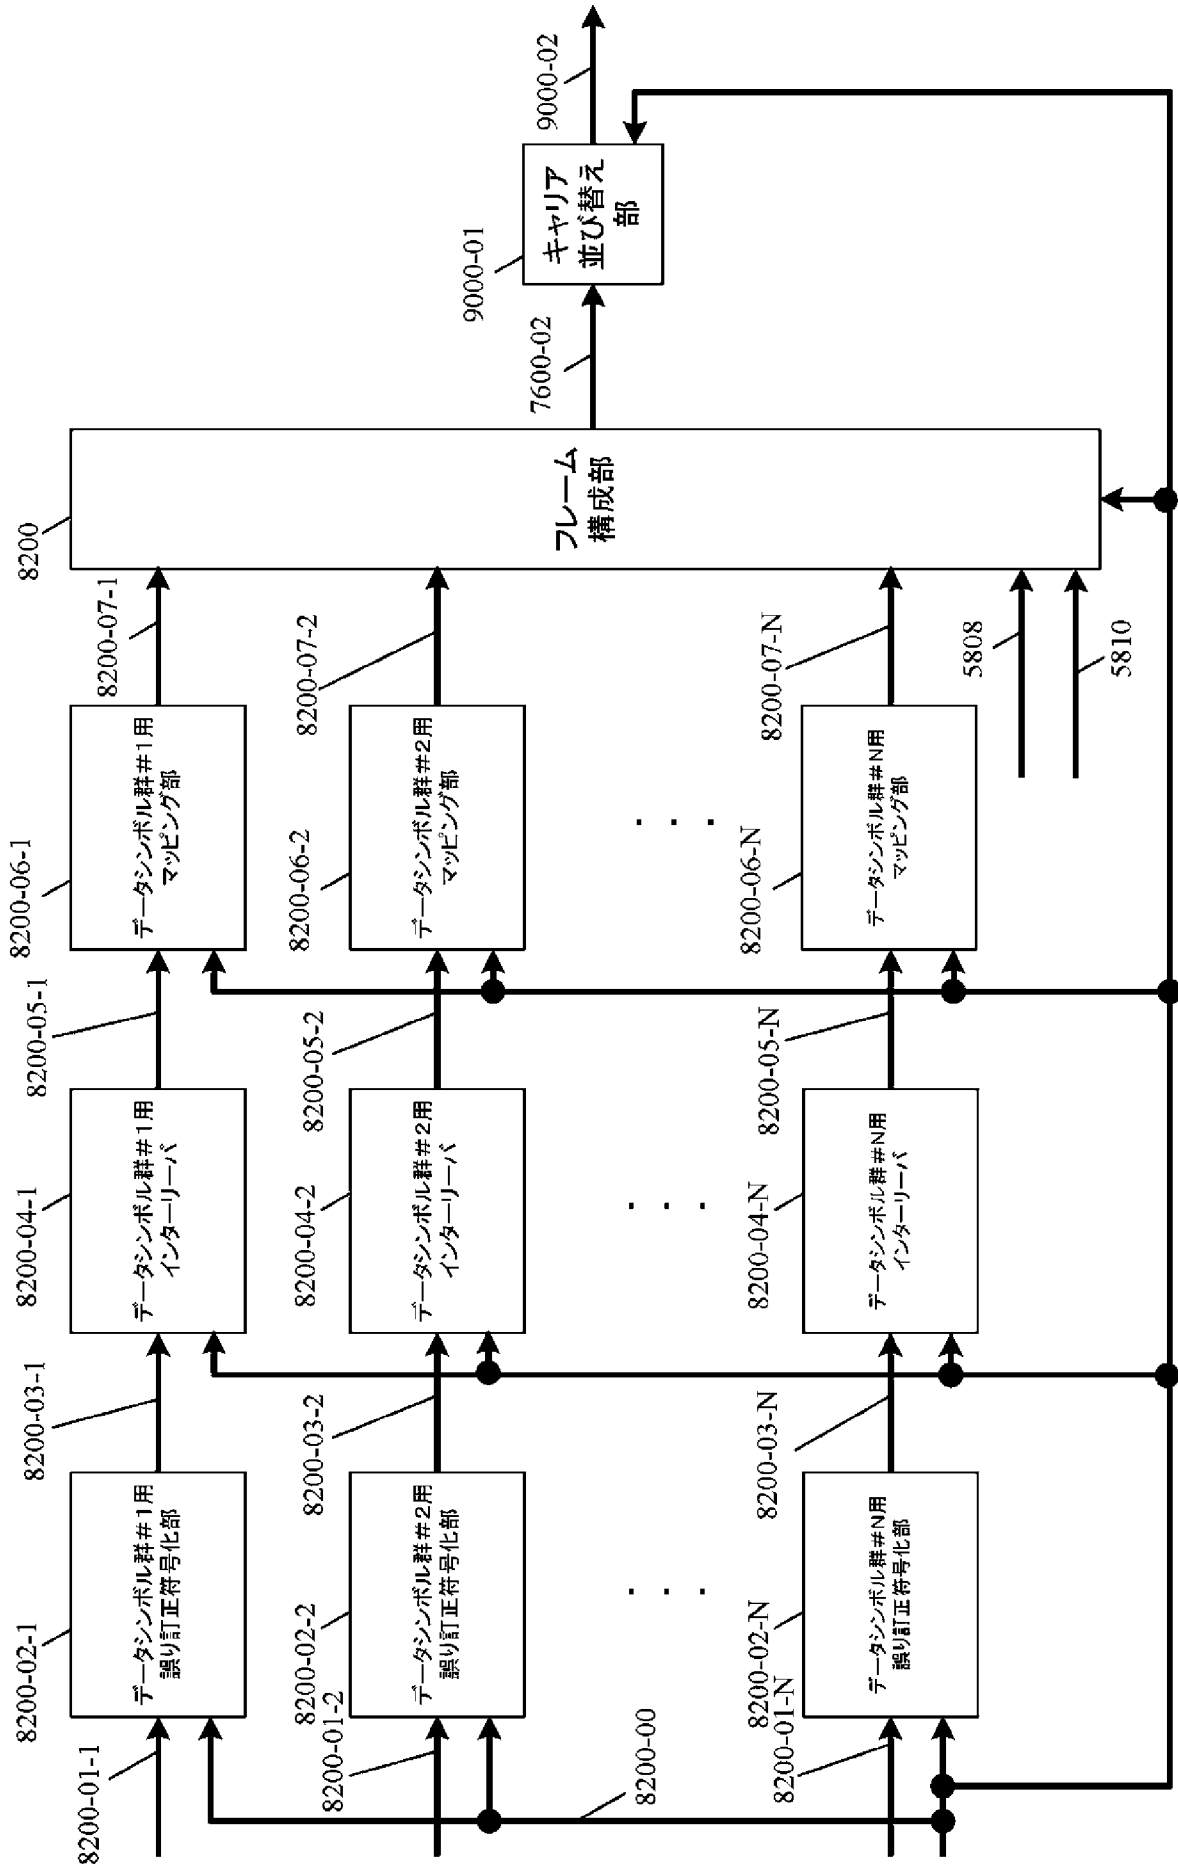 8200-01-1
8200-02-1
データシンボル群#1用
誤り訂正符号化部
8200-03-1
8200-04-1
データシンボル群#1用
インターリーバ
8200-05-1
8200-06-1
データシンボル群#1用
マッピング部
8200-07-1
8200
フレーム
構成部
7600-02
9000-01
キャリア
並び替え
部
9000-02
8200-01-2
8200-02-2
データシンボル群#2用
誤り訂正符号化部
8200-03-2
8200-04-2
データシンボル群#2用
インターリーバ
8200-05-2
8200-06-2
データシンボル群#2用
マッピング部
8200-07-2
8200-00
. . .
. . .
. . .
8200-01-N
8200-02-N
データシンボル群#N用
誤り訂正符号化部
8200-03-N
8200-04-N
データシンボル群#N用
インターリーバ
8200-05-N
8200-06-N
データシンボル群#N用
マッピング部
8200-07-N
5808
5810